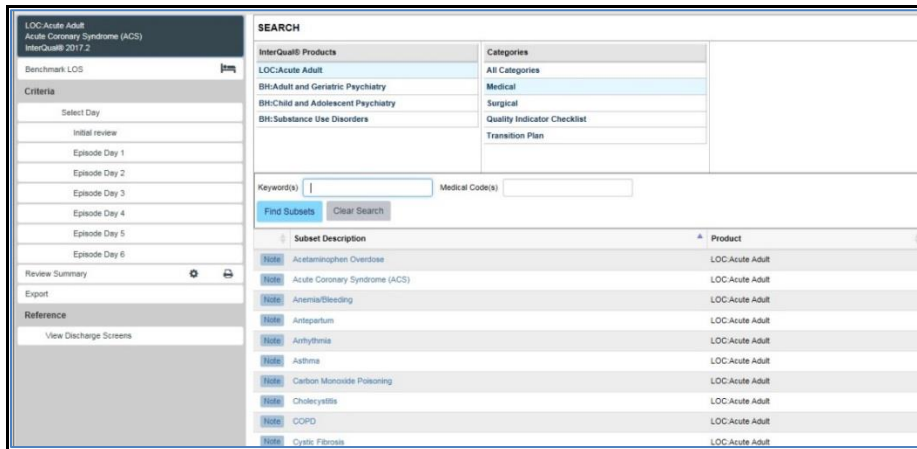 LOC:Acute Adult
Acute Coronary Syndrome (ACS)
InterQual® 2017.2
Benchmark LOS
Criteria
Select Day
Initial review
Episode Day 1
Episode Day 2
Episode Day 3
Episode Day 4
Episode Day 5
Episode Day 6
Review Summary
Export
Reference
View Discharge Screens
SEARCH
InterQual® Products
LOC:Acute Adult
BH:Adult and Geriatric Psychiatry
BH:Child and Adolescent Psychiatry
BH:Substance Use Disorders
Categories
All Categories
Medical
Surgical
Quality Indicator Checklist
Transition Plan
Keyword(s) Medical Code(s)
Find Subsets Clear Search
Subset Description Product
Note Acetaminophen Overdose LOC:Acute Adult
Note Acute Coronary Syndrome (ACS) LOC:Acute Adult
Note Anemia/Bleeding LOC:Acute Adult
Note Antepartum LOC:Acute Adult
Note Arrhythmia LOC:Acute Adult
Note Asthma LOC:Acute Adult
Note Carbon Monoxide Poisoning LOC:Acute Adult
Note Cholecystitis LOC:Acute Adult
Note COPD LOC:Acute Adult
Note Cystic Fibrosis LOC:Acute Adult